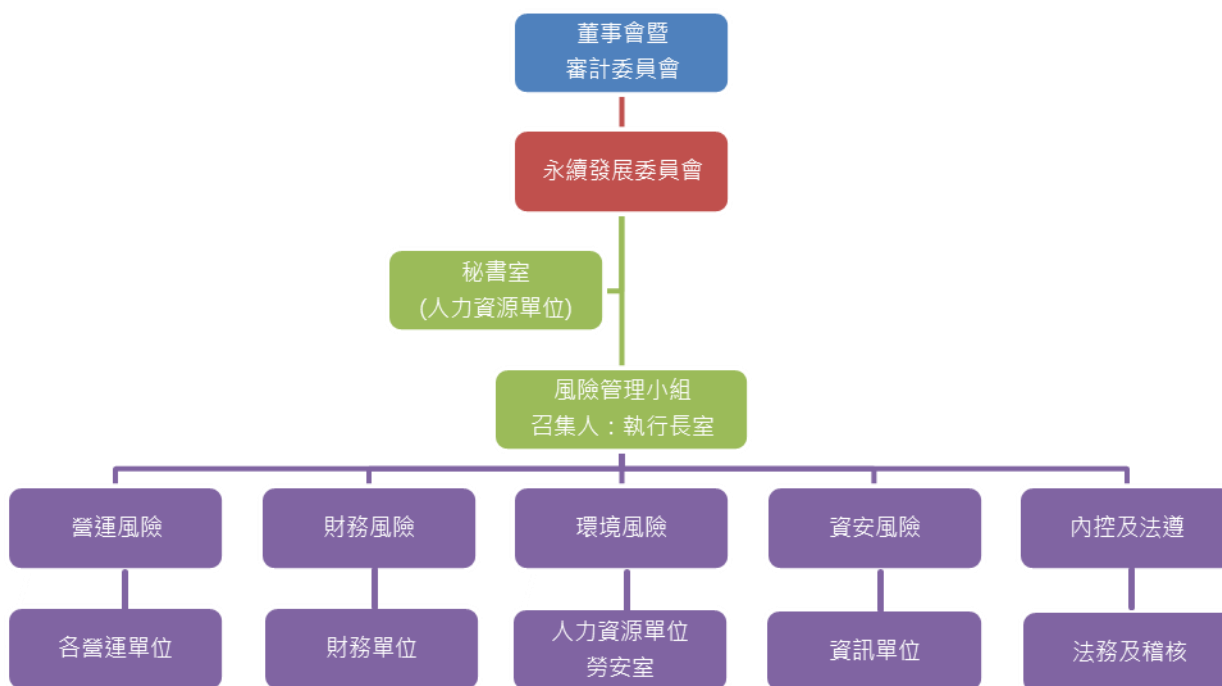 董事會暨
審計委員會
永續發展委員會
秘書室
(人力資源單位)
風險管理小組
召集人：執行長室
營運風險
財務風險
環境風險
資安風險
內控及法遵
各營運單位
財務單位
人力資源單位
勞安室
資訊單位
法務及稽核